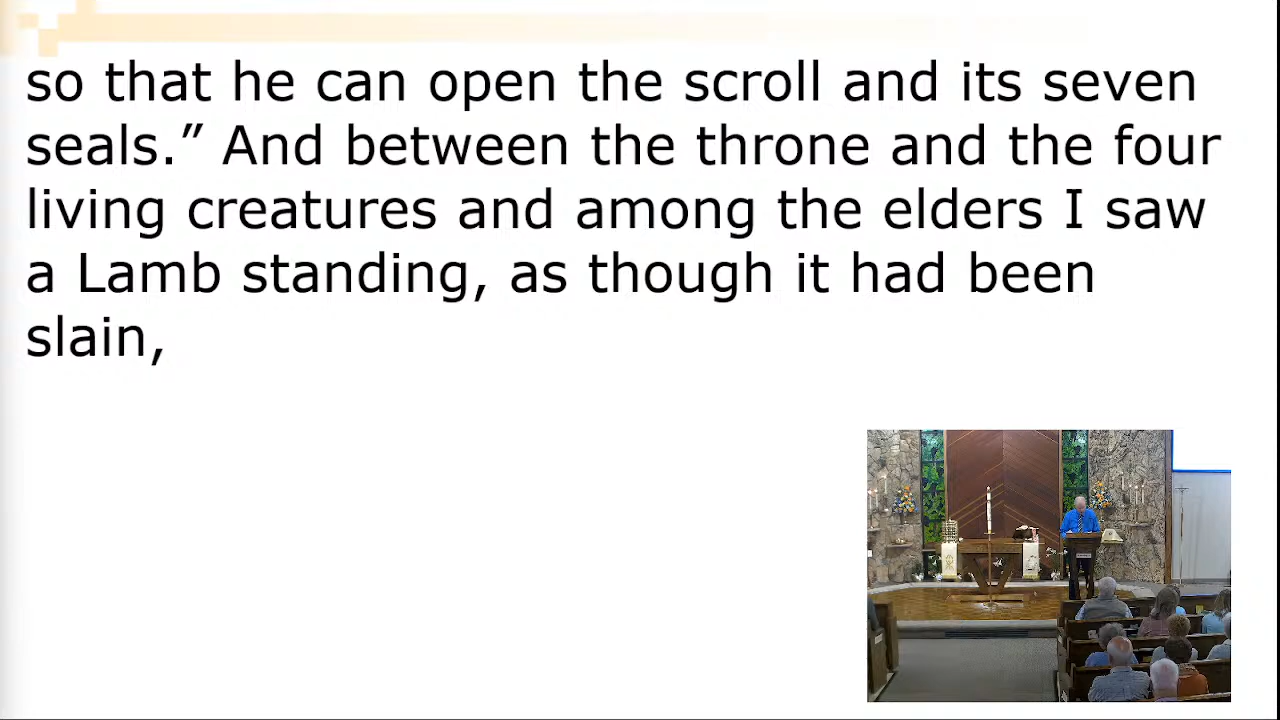 so that he can open the scroll and its seven
seals.” And between the throne and the four
living creatures and among the elders I saw
a Lamb standing, as though it had been
slain,